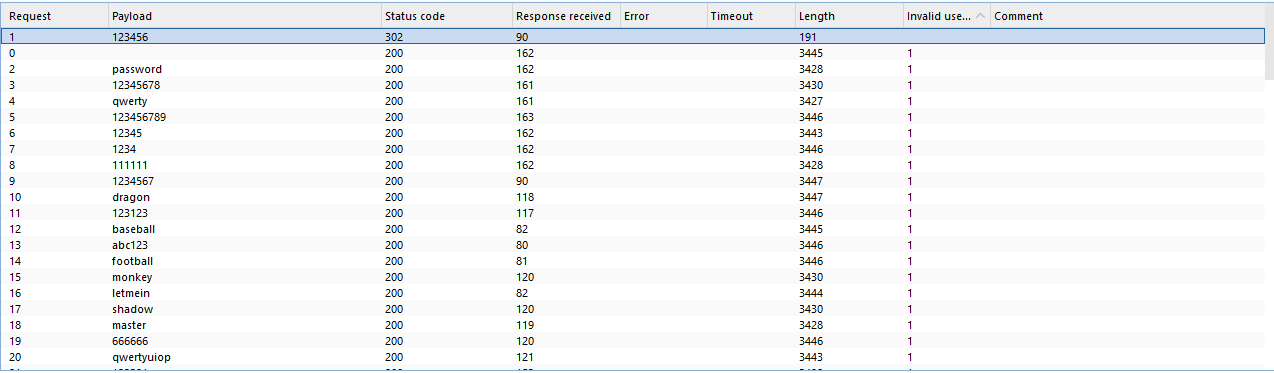 Request Payload Status code Response received Error Timeout Length Invalid use... Comment
1 123456 302 90 191
0 200 162 3445 1
2 password 200 162 3428 1
3 12345678 200 161 3430 1
4 qwerty 200 161 3427 1
5 123456789 200 163 3446 1
6 12345 200 162 3443 1
7 1234 200 162 3446 1
8 111111 200 162 3428 1
9 1234567 200 90 3447 1
10 dragon 200 118 3447 1
11 123123 200 117 3446 1
12 baseball 200 82 3445 1
13 abc123 200 80 3446 1
14 football 200 81 3446 1
15 monkey 200 120 3430 1
16 letmein 200 82 3444 1
17 shadow 200 120 3430 1
18 master 200 119 3428 1
19 666666 200 120 3446 1
20 qwertyuiop 200 121 3443 1